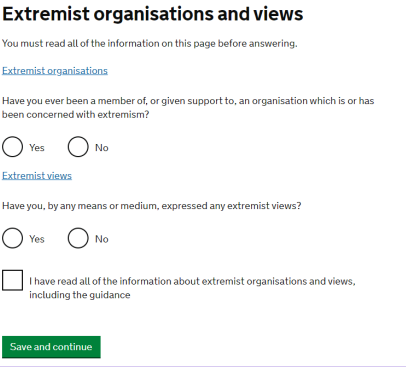 Extremist organisations and views
You must read all of the information on this page before answering.
Extremist organisations
Have you ever been a member of, or given support to, an organisation which is or has
been concerned with extremism?
Yes No
Extremist views
Have you, by any means or medium, expressed any extremist views?
Yes No
I have read all of the information about extremist organisations and views,
including the guidance
Save and continue